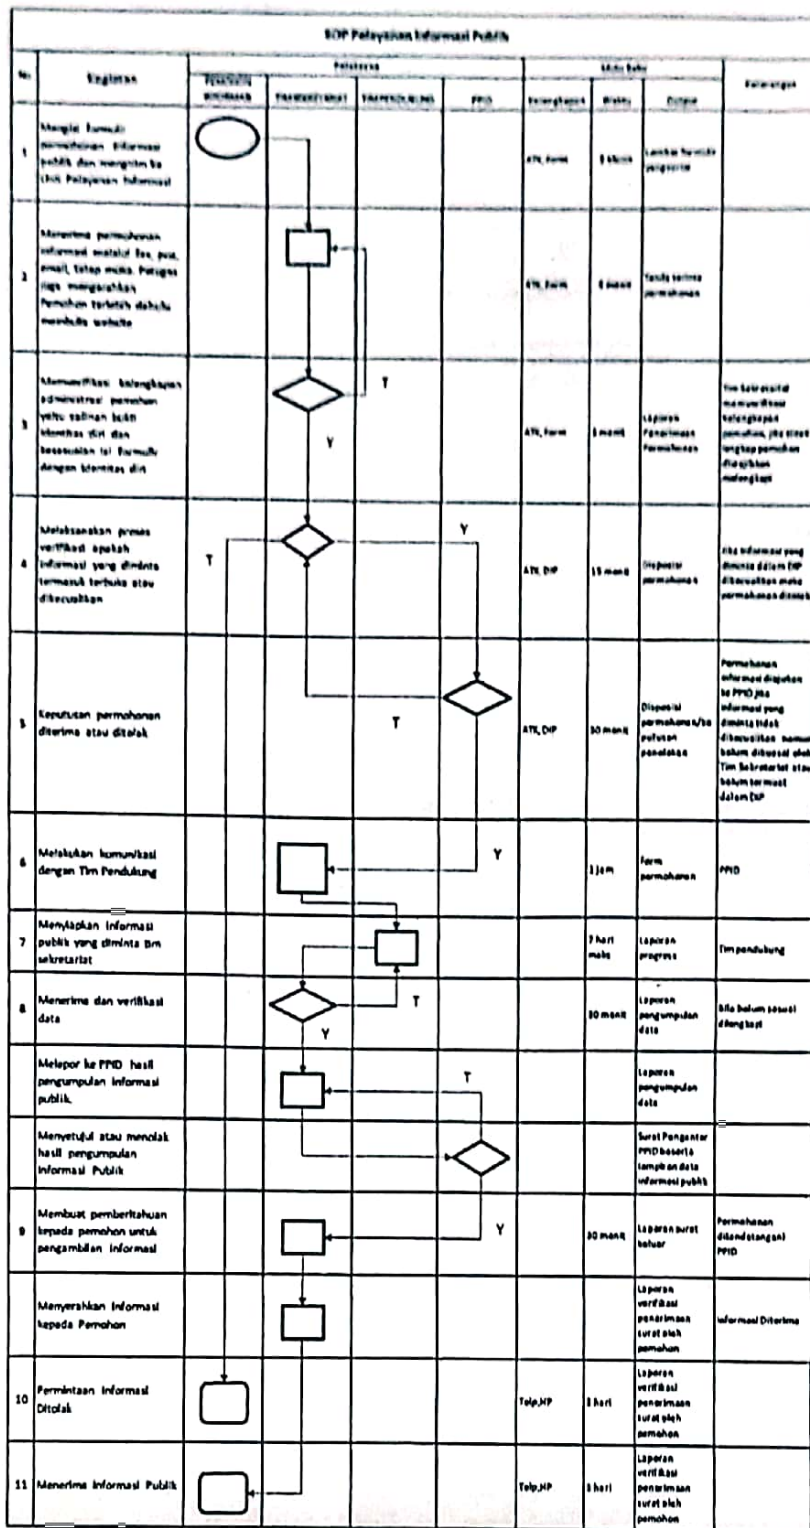 SOP Pelayanan Informasi Publik
No
Kegiatan
Pelaksana
Mutu Baku
Keterangan
PPID
Kelengkapan
Waktu
Output
1
Mengisi formulir
permohonan informasi
publik dan mengirim ke
Pelayanan Informasi
ATK, Form
2
Menerima permohonan
informasi melalui fax, pos,
email, tatap muka. Petugas
juga mengarahkan
Pemohon terlebih dahulu
membuka website
ATK, Form
Tanda terima
permohonan
T
3
Memverifikasi kelengkapan
administrasi pemohon
yaitu salinan bukti
identitas diri dan
kesesuaian isi formulir
dengan identitas diri
Y
ATK, Form
Laporan
Penerimaan
Permohonan
Tim Sekretariat
memverifikasi
kelengkapan
pemohon, jika tidak
lengkap pemohon
diwajibkan
melengkapi
4
Melaksanakan proses
verifikasi apakah
informasi yang diminta
termasuk terbuka atau
dikecualikan
T
Y
ATK, DIP
15 menit
Disposisi
permohonan
Jika informasi yang
diminta dalam DIP
dikecualikan maka
permohonan ditolak
5
Keputusan permohonan
diterima atau ditolak
T
ATK, DIP
30 menit
Disposisi
permohonan/ke
putusan
penolakan
Permohonan
informasi diajukan
ke PPID jika
informasi yang
diminta tidak
dikecualikan namun
belum dikuasai oleh
Tim Sekretariat atau
belum termuat
dalam DIP
6
Melakukan komunikasi
dengan Tim Pendukung
Y
1 jam
Form
permohonan
PPID
7
Menyiapkan informasi
publik yang diminta tim
sekretariat
7 hari
maks
Laporan
progress
Tim pendukung
8
Menerima dan verifikasi
data
T
Y
30 menit
Laporan
pengumpulan
data
Bila belum sesuai
dilengkapi
Melapor ke PPID hasil
pengumpulan informasi
publik.
T
Laporan
pengumpulan
data
Menyetujui atau menolak
hasil pengumpulan
Informasi Publik
Surat Pengantar
PPID beserta
lampiran data
informasi publik
9
Membuat pemberitahuan
kepada pemohon untuk
pengambilan informasi
Y
30 menit
Laporan surat
keluar
Permohonan
ditandatangani
PPID
Menyerahkan informasi
kepada Pemohon
Laporan
verifikasi
penerimaan
surat oleh
pemohon
Informasi Diterima
10
Permintaan Informasi
Ditolak
Telp,HP
Laporan
verifikasi
penerimaan
surat oleh
pemohon
11
Menerima Informasi Publik
Telp,HP
Laporan
verifikasi
penerimaan
surat oleh
pemohon